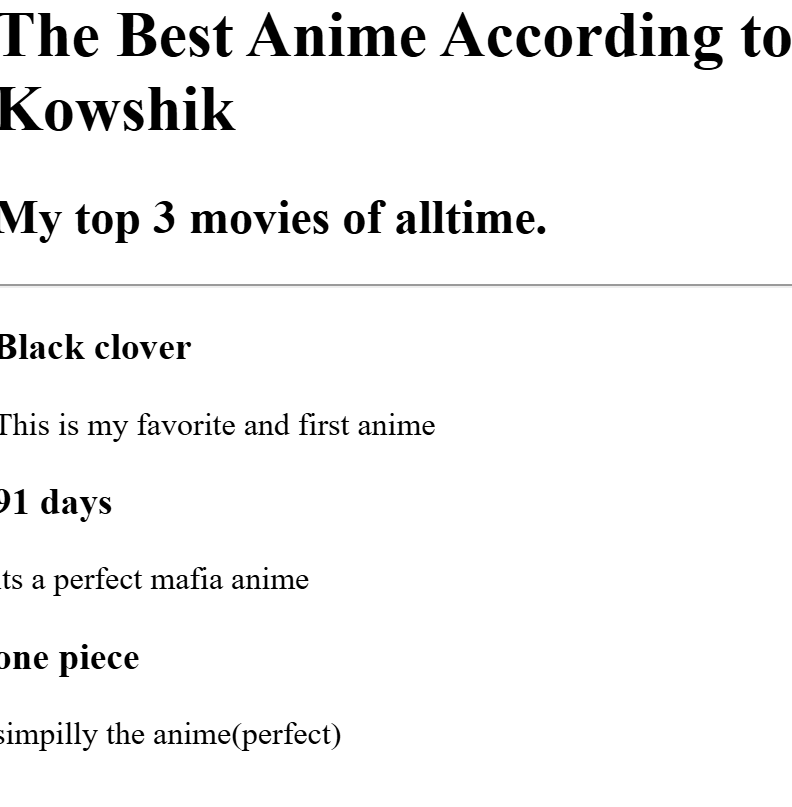 The Best Anime According to
Kowshik
My top 3 movies of alltime.
Black clover
This is my favorite and first anime
91 days
its a perfect mafia anime
one piece
simpilly the anime(perfect)